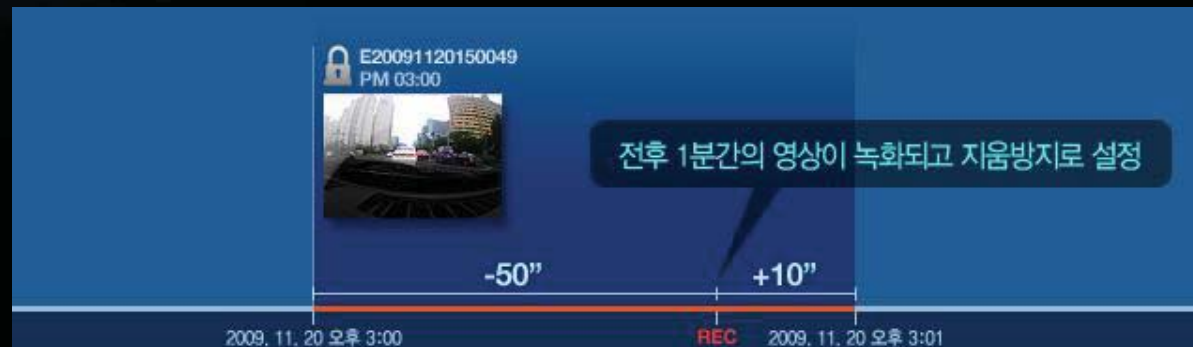 E20091120150049
PM 03:00
전후 1분간의 영상이 녹화되고 지움방지로 설정
-50”
+10”
2009. 11. 20 오후 3:00
REC
2009. 11. 20 오후 3:01